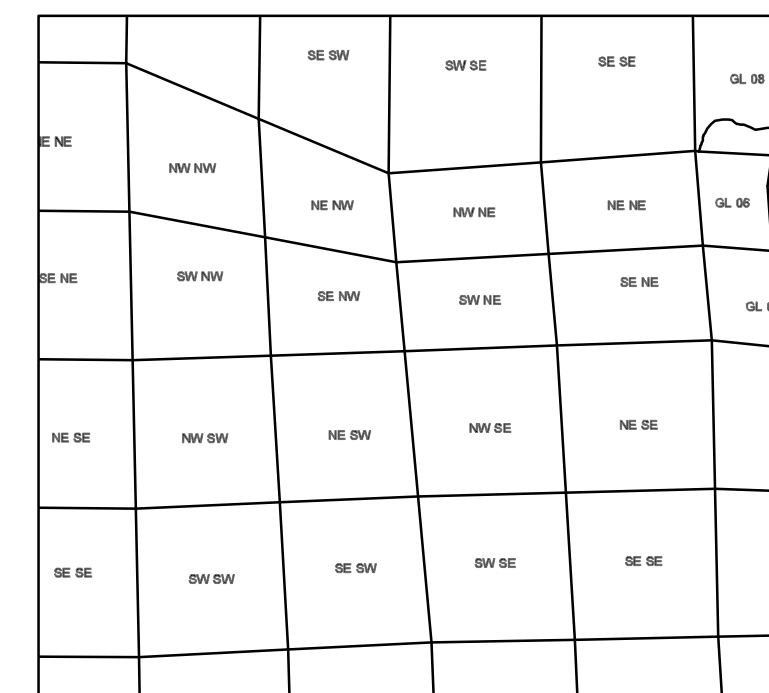 SE SW
SW SE
SE SE
GL 08
NE
NW NW
NE NW
NW NE
NE NE
GL 06
SE NE
SW NW
SE NW
SW NE
SE NE
GL
NE SE
NW SW
NE SW
NW SE
NE SE
SE SE
SW SW
SE SW
SW SE
SE SE